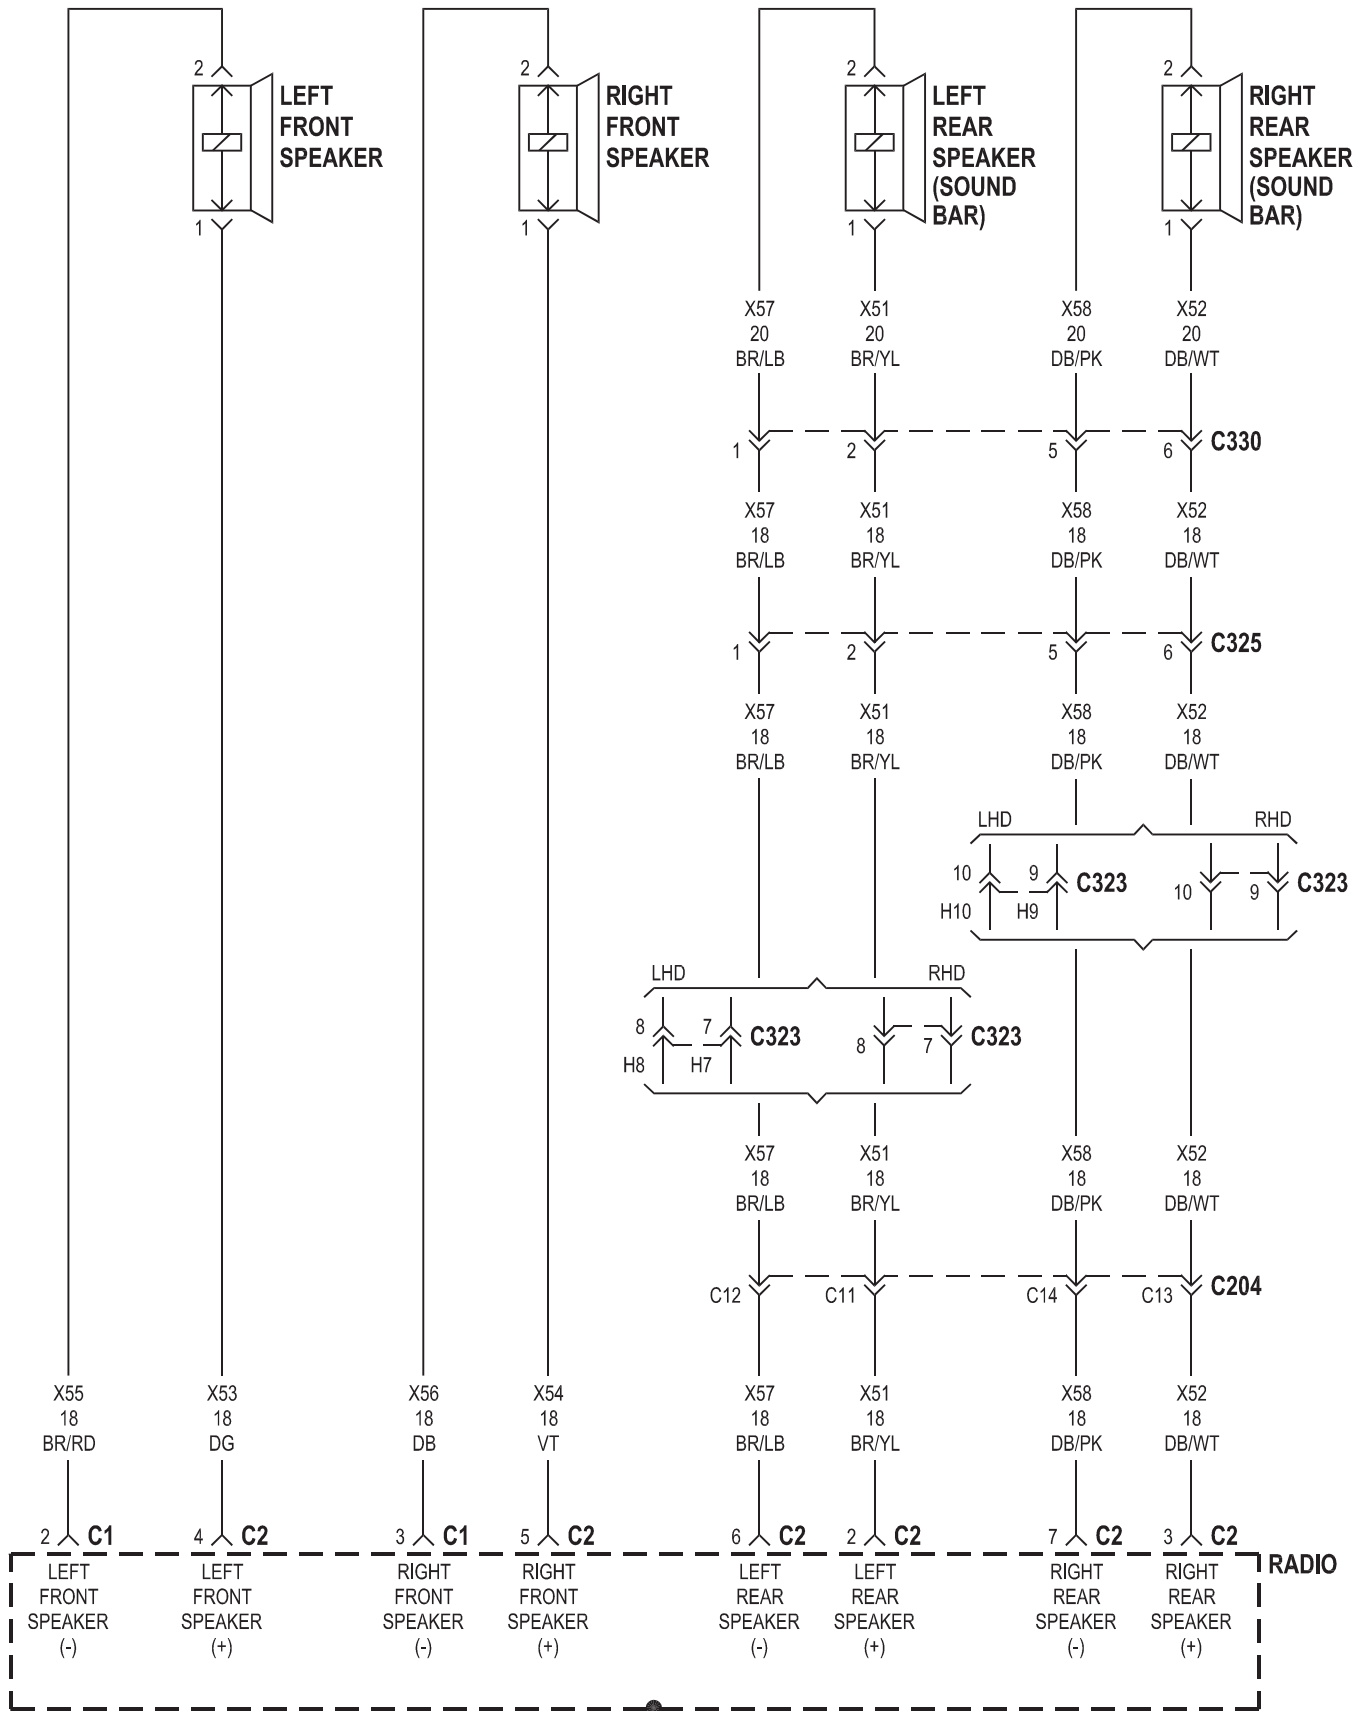 2 2 2 2
LEFT
FRONT
SPEAKER
RIGHT
FRONT
SPEAKER
LEFT
REAR
SPEAKER
(SOUND
BAR)
RIGHT
REAR
SPEAKER
(SOUND
BAR)
1 1 1 1
X57 X51 X58 X52
20 20 20 20
BR/LB BR/YL DB/PK DB/WT
1 2 5 6 C330
X57 X51 X58 X52
18 18 18 18
BR/LB BR/YL DB/PK DB/WT
1 2 5 6 C325
X57 X51 X58 X52
18 18 18 18
BR/LB BR/YL DB/PK DB/WT
LHD RHD
10 9 C323 10 9 C323
H10 H9
LHD RHD
8 7 C323 8 7 C323
H8 H7
X57 X51 X58 X52
18 18 18 18
BR/LB BR/YL DB/PK DB/WT
C12 C11 C14 C13 C204
X55 X53 X56 X54 X57 X51 X58 X52
18 18 18 18 18 18 18 18
BR/RD DG DB VT BR/LB BR/YL DB/PK DB/WT
2 C1 4 C2 3 C1 5 C2 6 C2 2 C2 7 C2 3 C2
RADIO
LEFT
FRONT
SPEAKER
(-)
LEFT
FRONT
SPEAKER
(+)
RIGHT
FRONT
SPEAKER
(-)
RIGHT
FRONT
SPEAKER
(+)
LEFT
REAR
SPEAKER
(-)
LEFT
REAR
SPEAKER
(+)
RIGHT
REAR
SPEAKER
(-)
RIGHT
REAR
SPEAKER
(+)